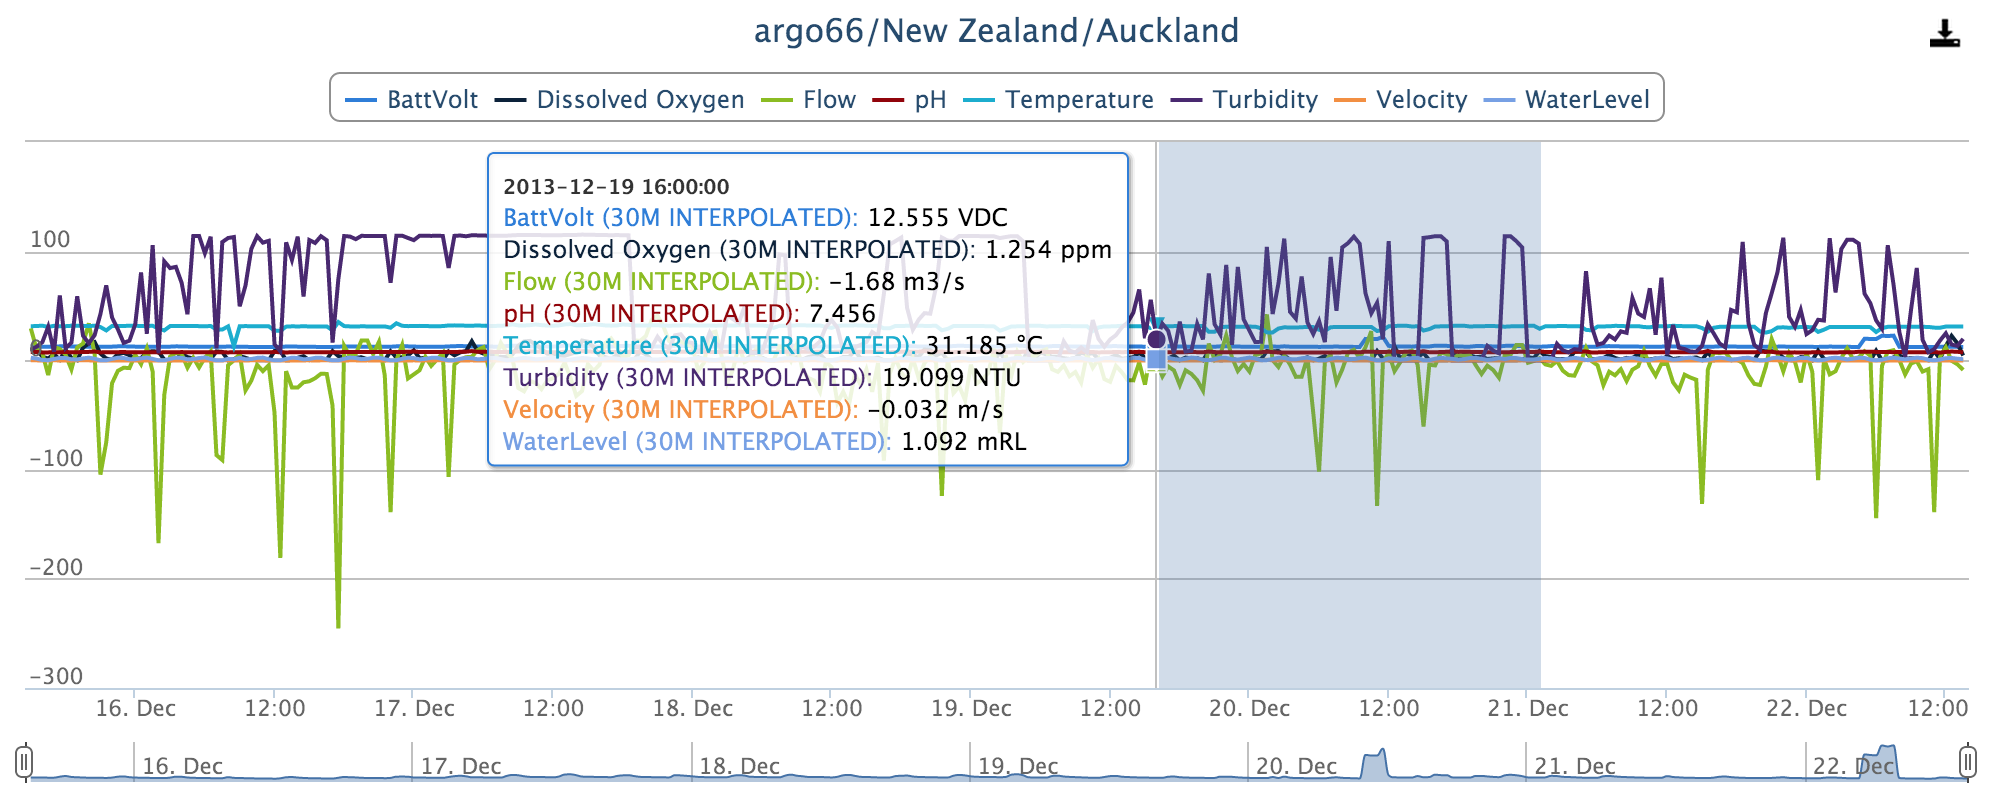 argo66/New Zealand/Auckland
BattVolt Dissolved Oxygen Flow pH Temperature Turbidity Velocity WaterLevel
2013-12-19 16:00:00
BattVolt (30M INTERPOLATED): 12.555 VDC
Dissolved Oxygen (30M INTERPOLATED): 1.254 ppm
Flow (30M INTERPOLATED): -1.68 m3/s
pH (30M INTERPOLATED): 7.456
Temperature (30M INTERPOLATED): 31.185 °C
Turbidity (30M INTERPOLATED): 19.099 NTU
Velocity (30M INTERPOLATED): -0.032 m/s
WaterLevel (30M INTERPOLATED): 1.092 mRL
100
-100
-200
-300
16. Dec 12:00 17. Dec 12:00 18. Dec 12:00 19. Dec 12:00 20. Dec 12:00 21. Dec 12:00 22. Dec 12:00
16. Dec 17. Dec 18. Dec 19. Dec 20. Dec 21. Dec 22. Dec